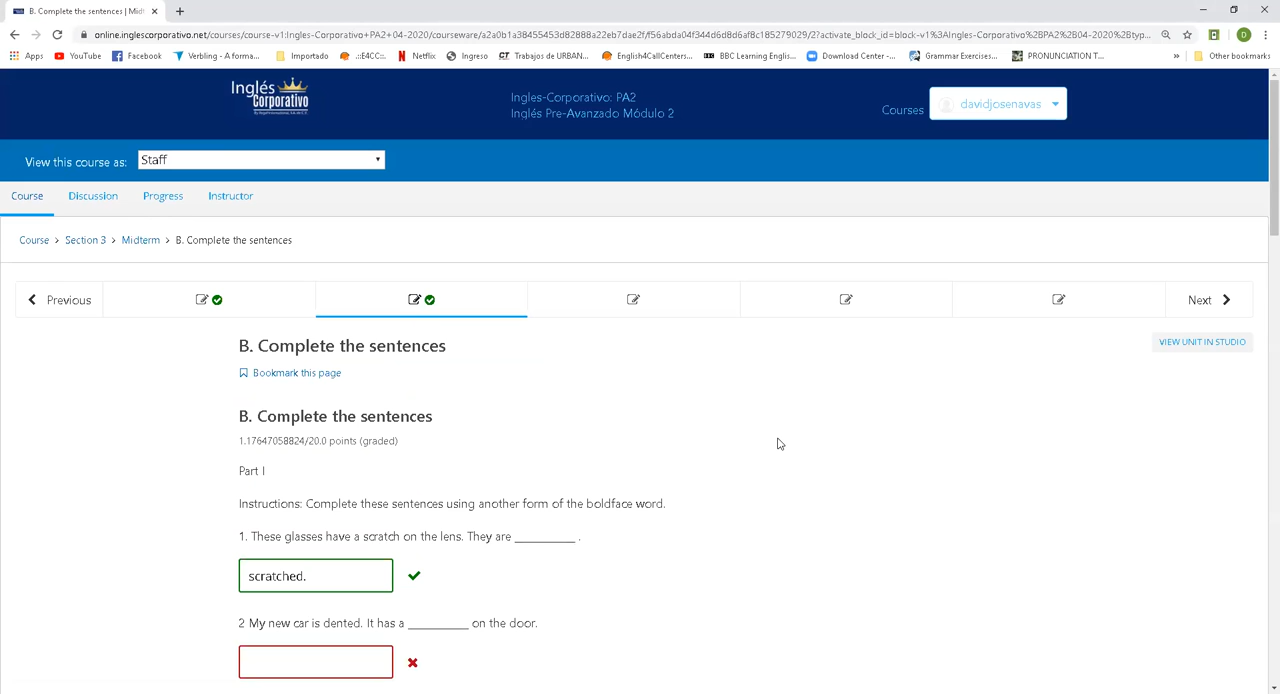 B. Complete the sentences | Midt
online.inglescorporativo.net/courses/course-v1:Ingles-Corporativo+PA2+04-2020/courseware/a2a0b1a38455453d82888a22eb7dae2f/f56abda04f344d6d8d6af8c185279029/2?activate_block_id=block-v1%3AIngles-Corporativo%2BPA2%2B04-2020%2Btyp...
Apps YouTube Facebook Verbling - A forma... Importado .::E4CC::. Netflix Ingreso Trabajos de URBAN... English4CallCenters... BBC Learning Englis... Download Center -... Grammar Exercises... PRONUNCIATION T... » Other bookmarks
Inglés
Corporativo
Ingles-Corporativo: PA2
Inglés Pre-Avanzado Módulo 2
Courses davidjosenavas
View this course as: Staff
Course Discussion Progress Instructor
Course > Section 3 > Midterm > B. Complete the sentences
Previous Next
VIEW UNIT IN STUDIO
B. Complete the sentences
Bookmark this page
B. Complete the sentences
1.17647058824/20.0 points (graded)
Part I
Instructions: Complete these sentences using another form of the boldface word.
1. These glasses have a scratch on the lens. They are __________ .
scratched.
2 My new car is dented. It has a __________ on the door.